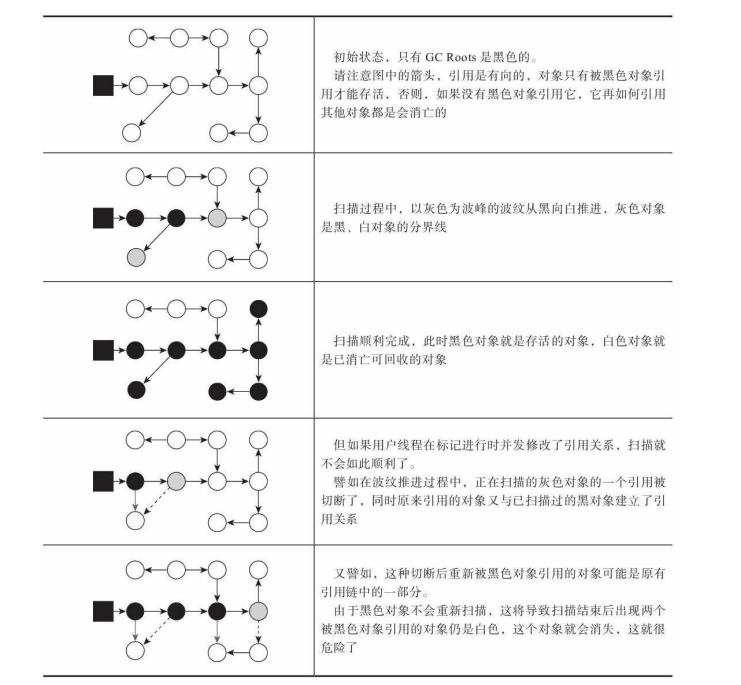 初始状态，只有 GC Roots 是黑色的。
请注意图中的箭头，引用是有向的，对象只有被黑色对象引
用才能存活，否则，如果没有黑色对象引用它，它再如何引用
其他对象都是会消亡的
扫描过程中，以灰色为波峰的波纹从黑向白推进，灰色对象
是黑、白对象的分界线
扫描顺利完成，此时黑色对象就是存活的对象，白色对象就
是已消亡可回收的对象
但如果用户线程在标记进行时并发修改了引用关系，扫描就
不会如此顺利了。
譬如在波纹推进过程中，正在扫描的灰色对象的一个引用被
切断了，同时原来引用的对象又与已扫描过的黑对象建立了引
用关系
又譬如，这种切断后重新被黑色对象引用的对象可能是原有
引用链中的一部分。
由于黑色对象不会重新扫描，这将导致扫描结束后出现两个
被黑色对象引用的对象仍是白色，这个对象就会消失，这就很
危险了